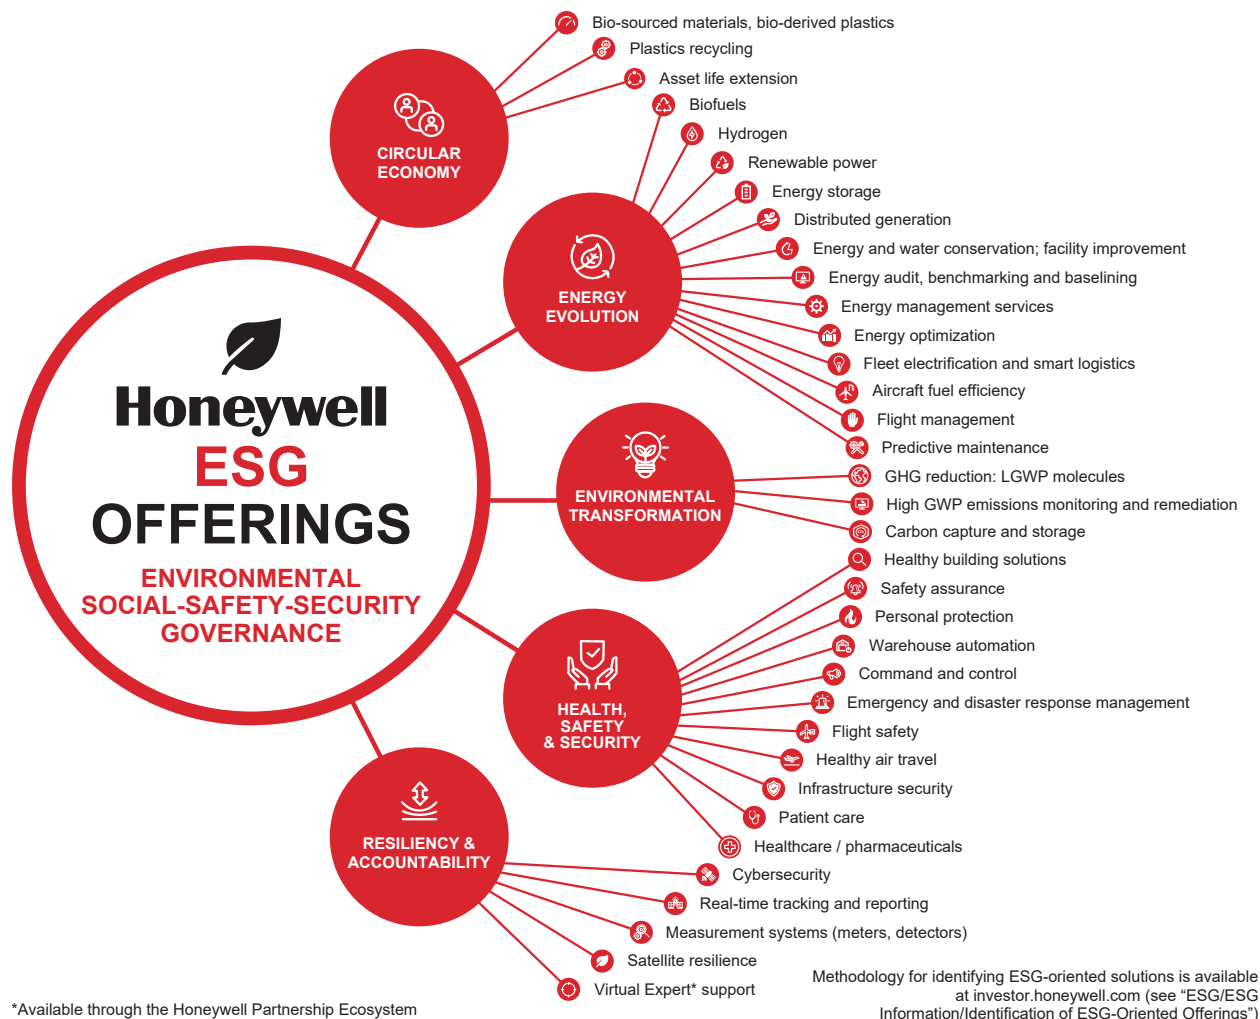 Bio-sourced materials, bio-derived plastics
Plastics recycling
Asset life extension
CIRCULAR
ECONOMY
Biofuels
Hydrogen
Renewable power
Energy storage
Distributed generation
Energy and water conservation; facility improvement
Energy audit, benchmarking and baselining
Energy management services
Energy optimization
Fleet electrification and smart logistics
Aircraft fuel efficiency
Flight management
Predictive maintenance
ENERGY
EVOLUTION
Honeywell
ESG
OFFERINGS
ENVIRONMENTAL
SOCIAL-SAFETY-SECURITY
GOVERNANCE
ENVIRONMENTAL
TRANSFORMATION
GHG reduction: LGWP molecules
High GWP emissions monitoring and remediation
Carbon capture and storage
HEALTH,
SAFETY
& SECURITY
Healthy building solutions
Safety assurance
Personal protection
Warehouse automation
Command and control
Emergency and disaster response management
Flight safety
Healthy air travel
Infrastructure security
Patient care
Healthcare / pharmaceuticals
RESILIENCY &
ACCOUNTABILITY
Cybersecurity
Real-time tracking and reporting
Measurement systems (meters, detectors)
Satellite resilience
Virtual Expert* support
*Available through the Honeywell Partnership Ecosystem
Methodology for identifying ESG-oriented solutions is available
at investor.honeywell.com (see “ESG/ESG
Information/Identification of ESG-Oriented Offerings”)